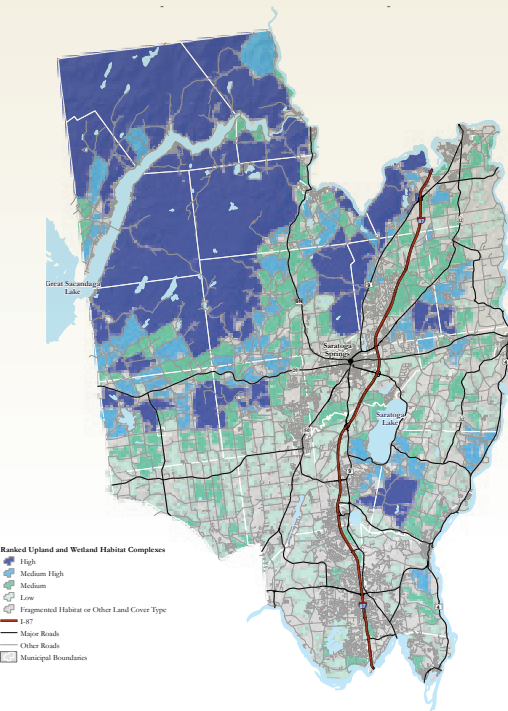 Great Sacandaga
Lake
Saratoga
Springs
Saratoga
Lake
Ranked Upland and Wetland Habitat Complexes
High
Medium High
Medium
Low
Fragmented Habitat or Other Land Cover Type
I-87
Major Roads
Other Roads
Municipal Boundaries